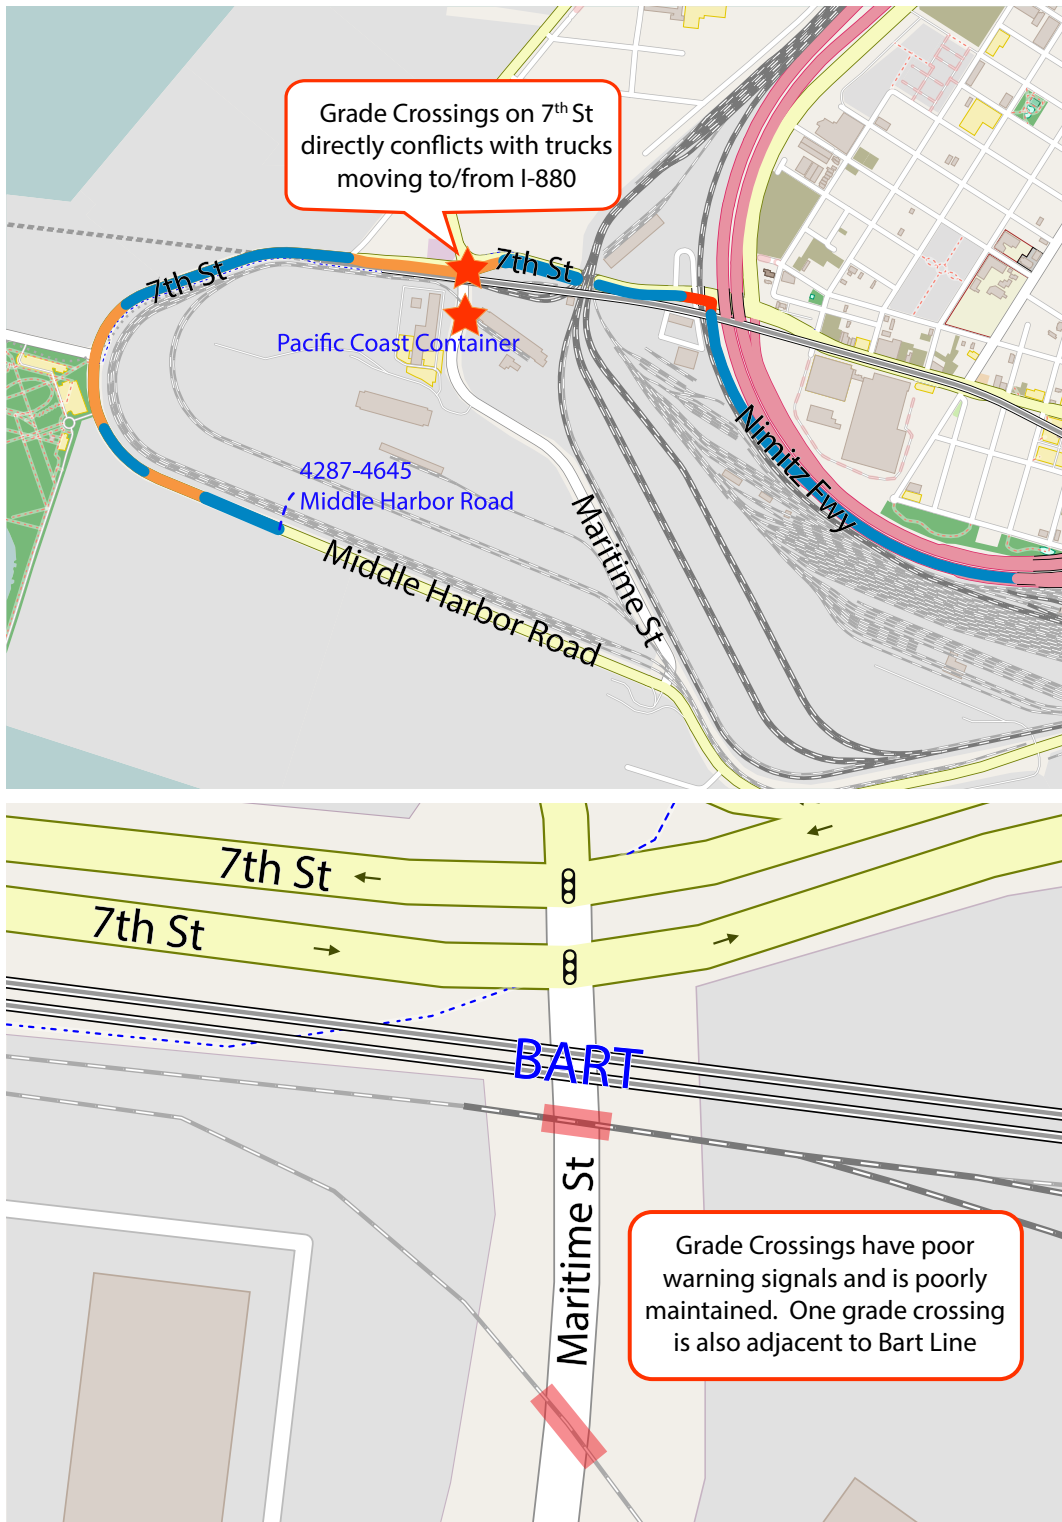 Grade Crossings on 7th St
directly conflicts with trucks
moving to/from I-880
7th St
7th St
Pacific Coast Container
4287-4645
Middle Harbor Road
Nimitz Fwy
Maritime St
Middle Harbor Road
7th St
7th St
BART
Maritime St
Grade Crossings have poor
warning signals and is poorly
maintained. One grade crossing
is also adjacent to Bart Line